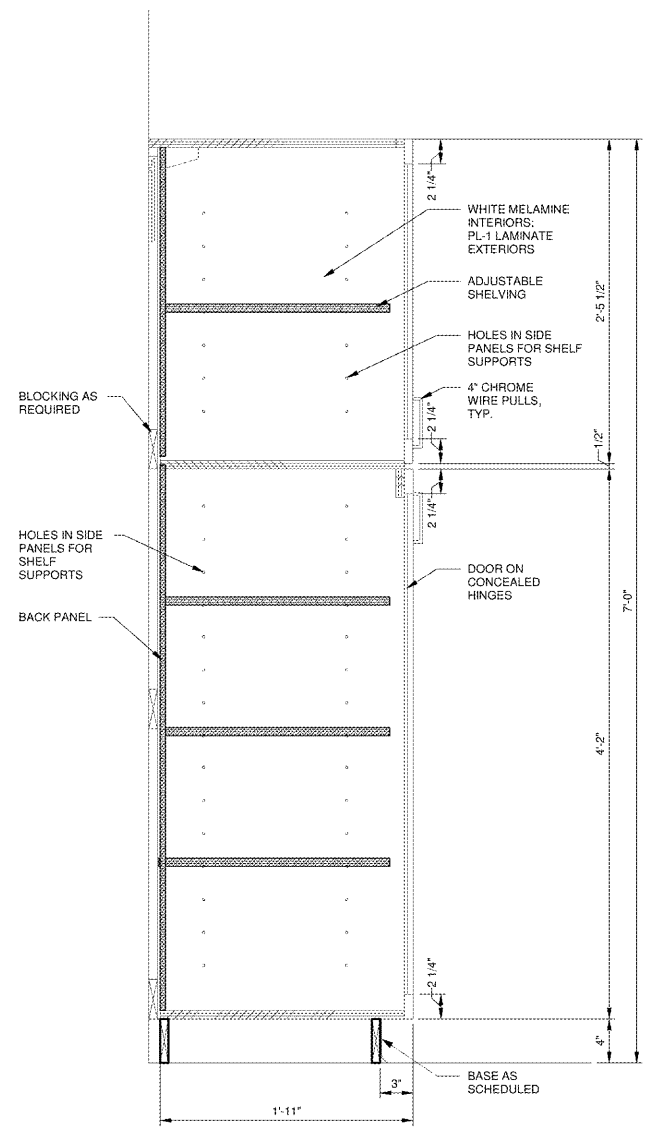 2 1/4"
WHITE MELAMINE
INTERIORS:
PL-1 LAMINATE
EXTERIORS
ADJUSTABLE
SHELVING
2'-5 1/2"
HOLES IN SIDE
PANELS FOR SHELF
SUPPORTS
4" CHROME
WIRE PULLS,
TYP.
BLOCKING AS
REQUIRED
2 1/4"
1/2"
2 1/4"
HOLES IN SIDE
PANELS FOR
SHELF
SUPPORTS
DOOR ON
CONCEALED
HINGES
7'-0"
BACK PANEL
4'-2"
2 1/4"
4"
BASE AS
SCHEDULED
3"
1'-11"